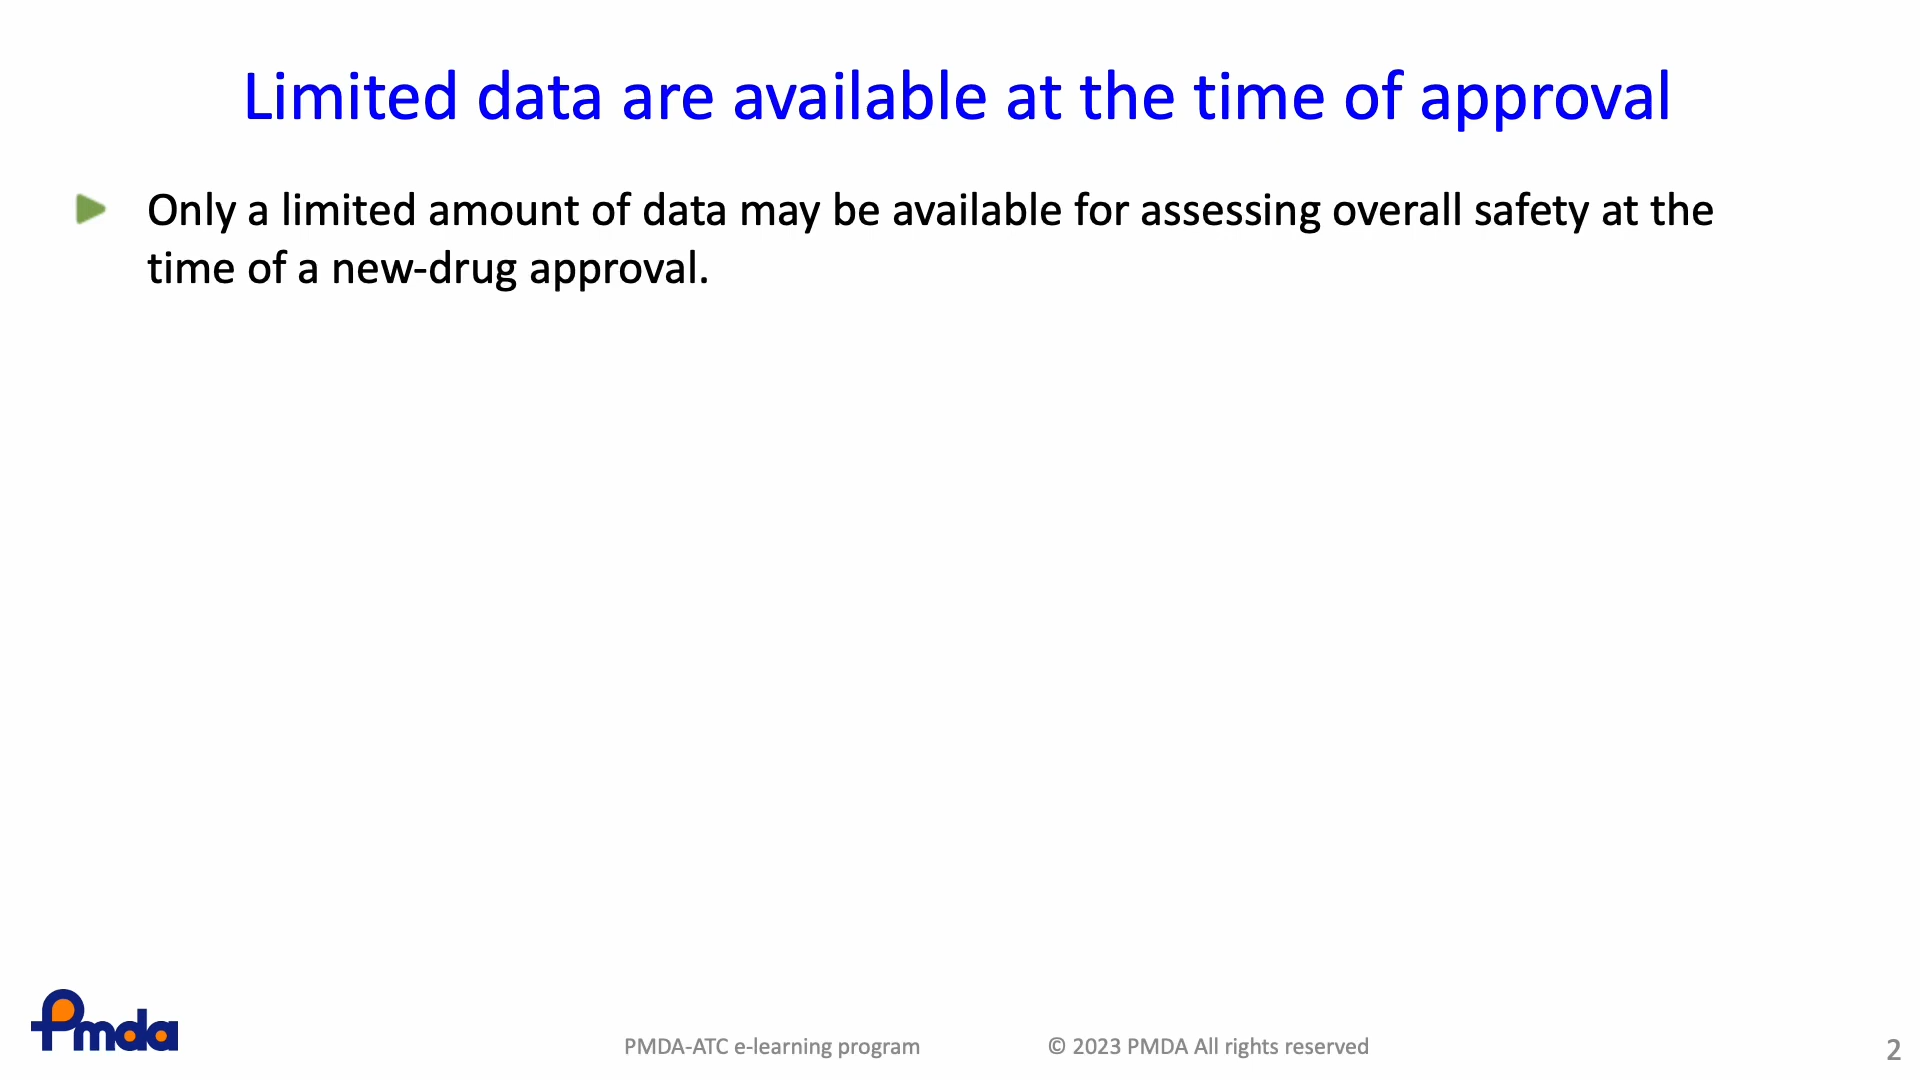 Limited data are available at the time of approval
Only a limited amount of data may be available for assessing overall safety at the
time of a new-drug approval.
Pmda
PMDA-ATC e-learning program
© 2023 PMDA All rights reserved
2